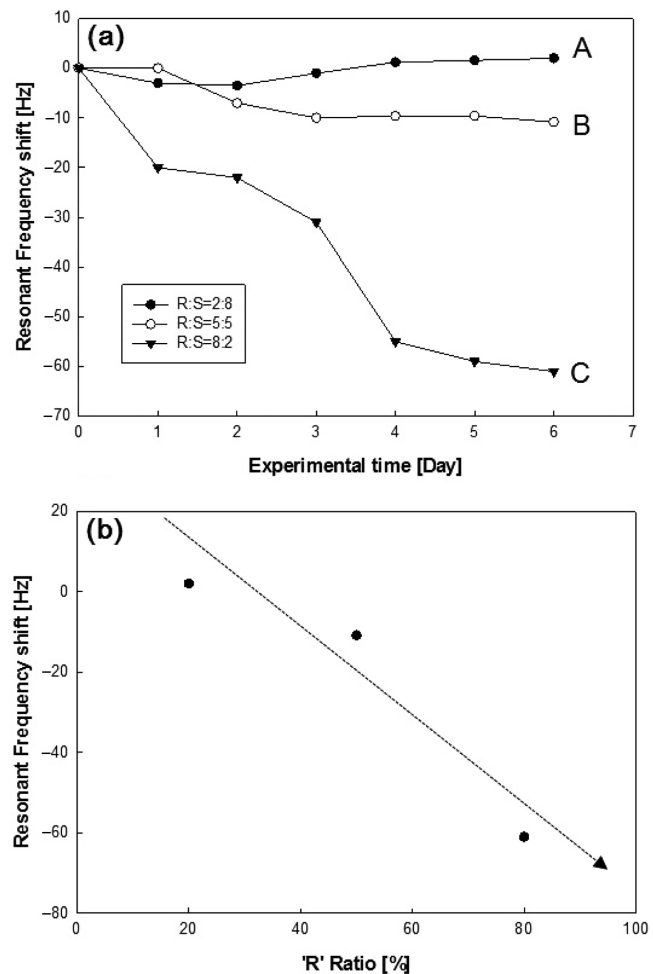 (a)
10
0
−10
−20
−30
−40
−50
−60
−70
Resonant Frequency shift [Hz]
A
B
C
R:S=2:8
R:S=5:5
R:S=8:2
0 1 2 3 4 5 6 7
Experimental time [Day]
(b)
20
0
−20
−40
−60
−80
Resonant Frequency shift [Hz]
0 20 40 60 80 100
'R' Ratio [%]